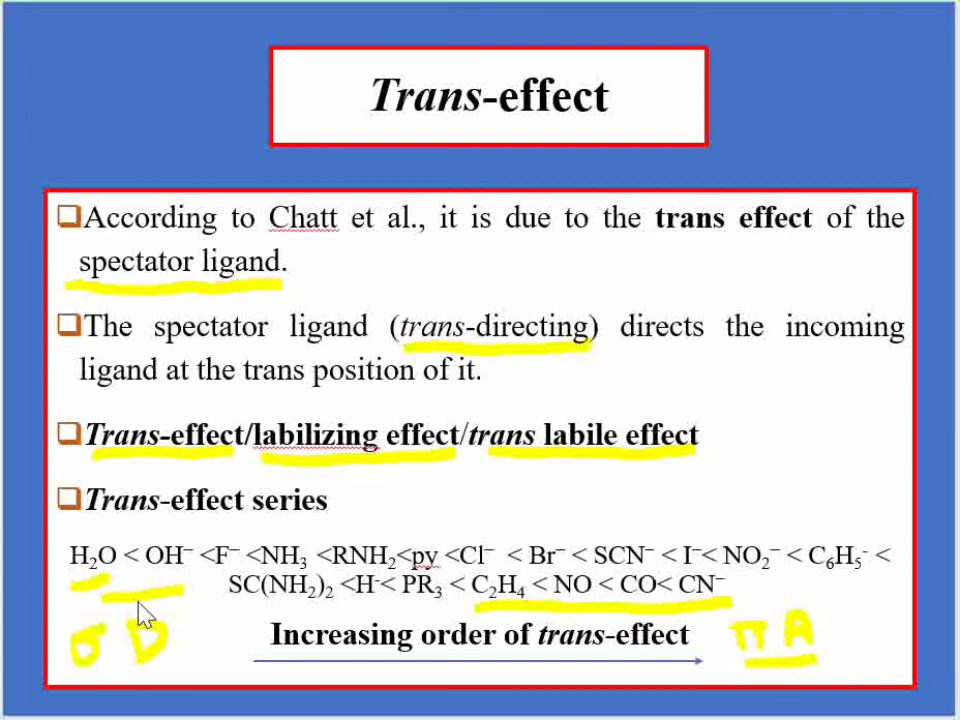 Trans-effect
❑According to Chatt et al., it is due to the trans effect of the
spectator ligand.
❑The spectator ligand (trans-directing) directs the incoming
ligand at the trans position of it.
❑Trans-effect/labilizing effect/trans labile effect
❑Trans-effect series
H₂O < OH⁻ <F⁻ <NH₃ <RNH₂<py <Cl⁻ < Br⁻ < SCN⁻ < I⁻< NO₂⁻ < C₆H₅⁻ <
SC(NH₂)₂ <H⁻< PR₃ < C₂H₄ < NO < CO< CN⁻
σ D
Increasing order of trans-effect
π A